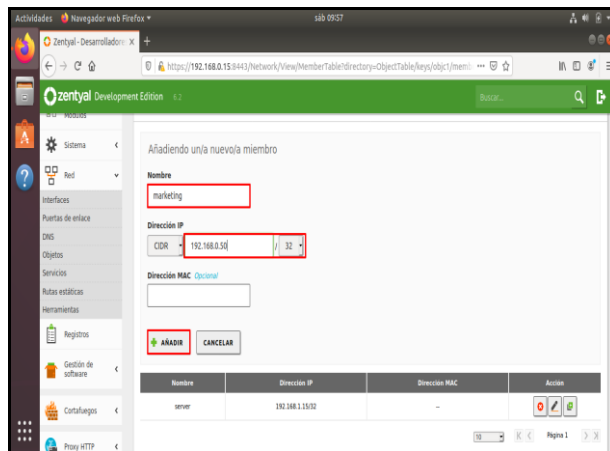 Actividades Navegador web Firefox
sáb 09:57
Zentyal - Desarrollador
https://192.168.0.15:8443/Network/View/MemberTable?directory=ObjectTable/keys/objc1/memb
zentyal Development Edition 6.2
Buscar...
Módulos
Sistema
Red
Interfaces
Puertas de enlace
DNS
Objetos
Servicios
Rutas estáticas
Herramientas
Registros
Gestión de
software
Cortafuegos
Proxy HTTP
Añadiendo un/a nuevo/a miembro
Nombre
marketing
Dirección IP
CIDR 192.168.0.50 / 32
Dirección MAC Opcional
AÑADIR CANCELAR
Nombre Dirección IP Dirección MAC Acción
server 192.168.1.15/32 --
10 Página 1